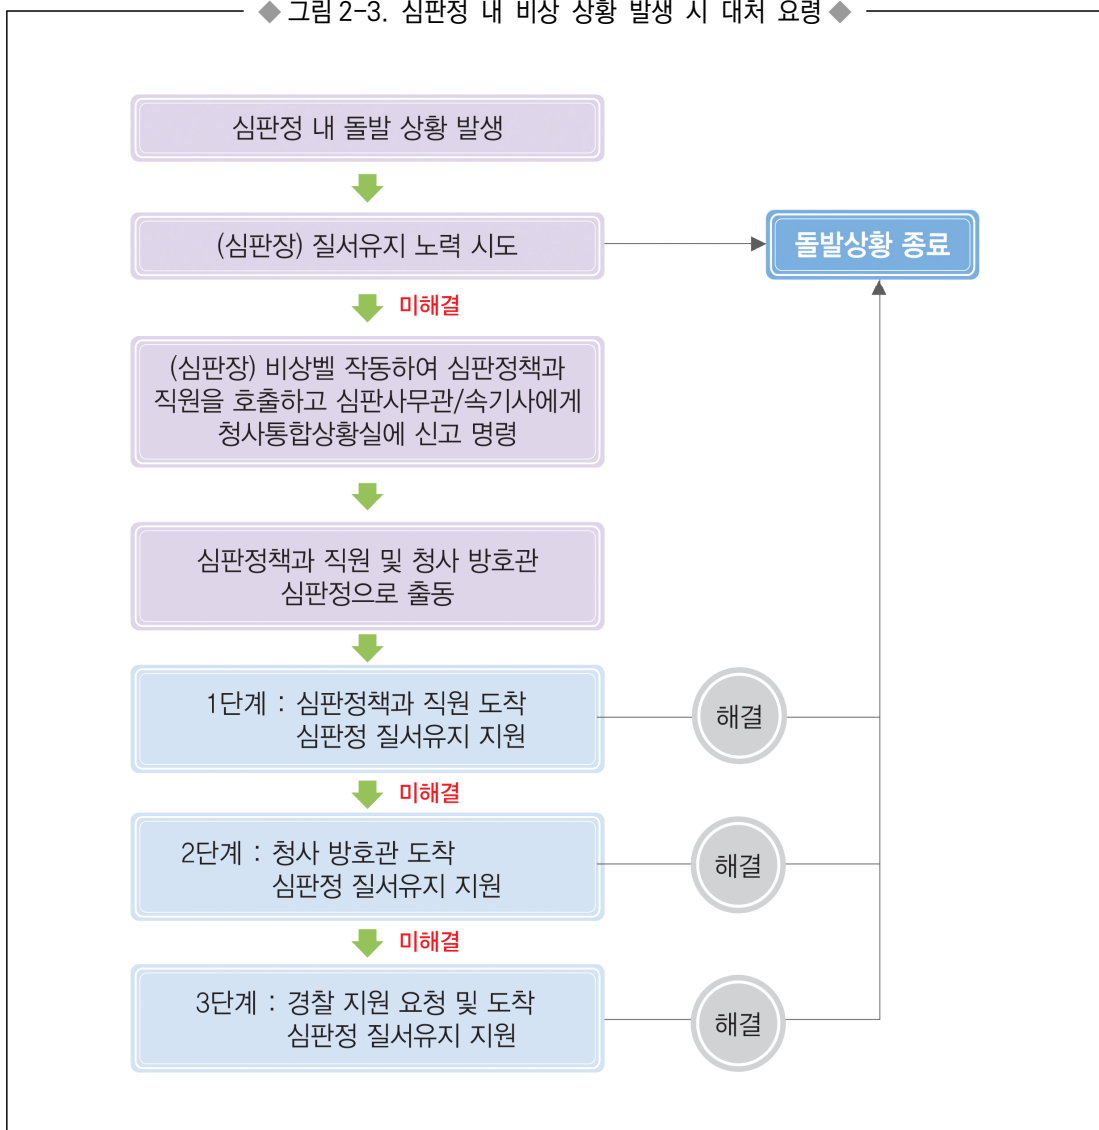 ◆ 그림 2-3. 심판정 내 비상 상황 발생 시 대처 요령 ◆
심판정 내 돌발 상황 발생
(심판장) 질서유지 노력 시도
돌발상황 종료
미해결
(심판장) 비상벨 작동하여 심판정책과
직원을 호출하고 심판사무관/속기사에게
청사통합상황실에 신고 명령
심판정책과 직원 및 청사 방호관
심판정으로 출동
1단계 : 심판정책과 직원 도착
심판정 질서유지 지원
해결
미해결
2단계 : 청사 방호관 도착
심판정 질서유지 지원
해결
미해결
3단계 : 경찰 지원 요청 및 도착
심판정 질서유지 지원
해결